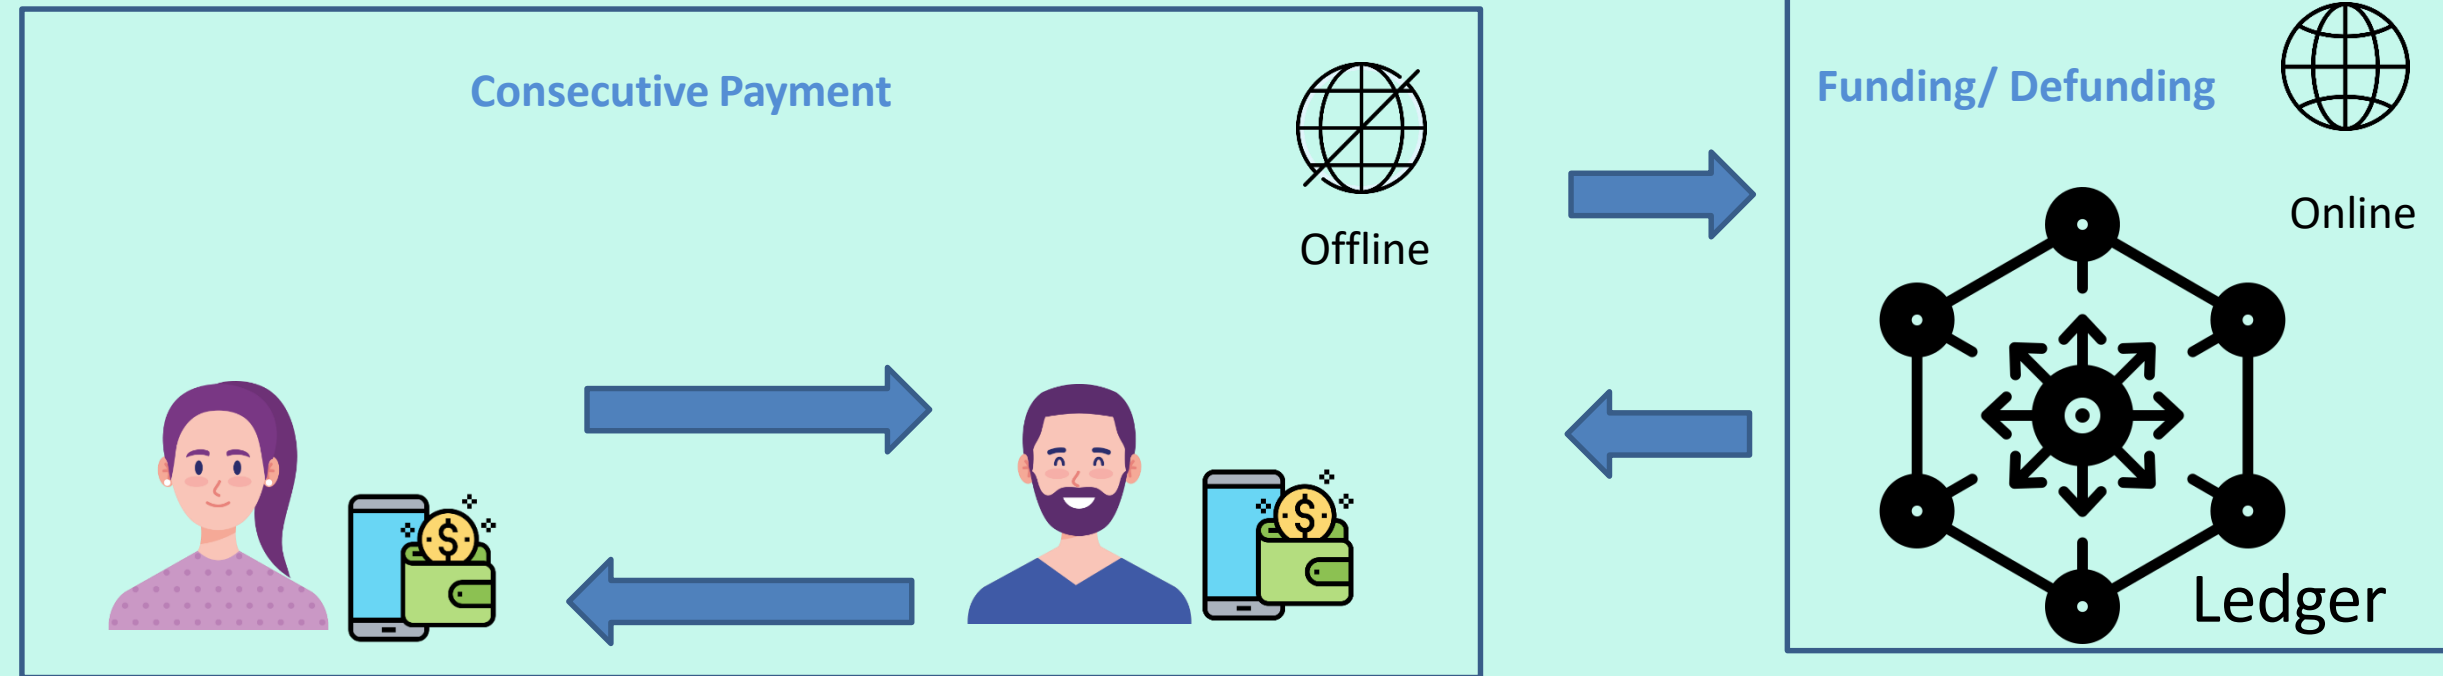 Consecutive Payment
Offline
Funding/ Defunding
Online
Ledger